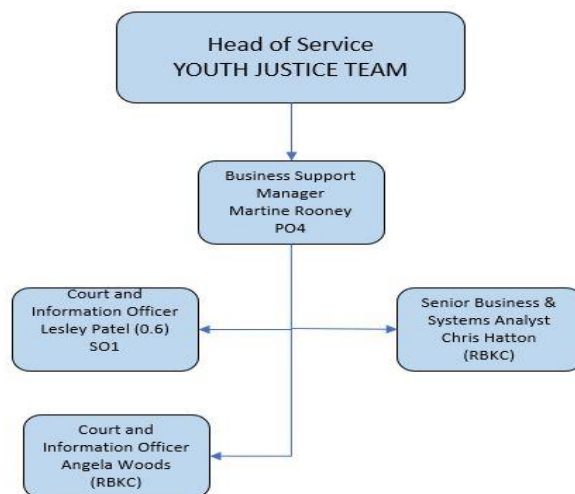 Head of Service
YOUTH JUSTICE TEAM
Business Support
Manager
Martine Rooney
PO4
Court and
Information Officer
Lesley Patel (0.6)
SO1
Senior Business &
Systems Analyst
Chris Hatton
(RBKC)
Court and
Information Officer
Angela Woods
(RBKC)